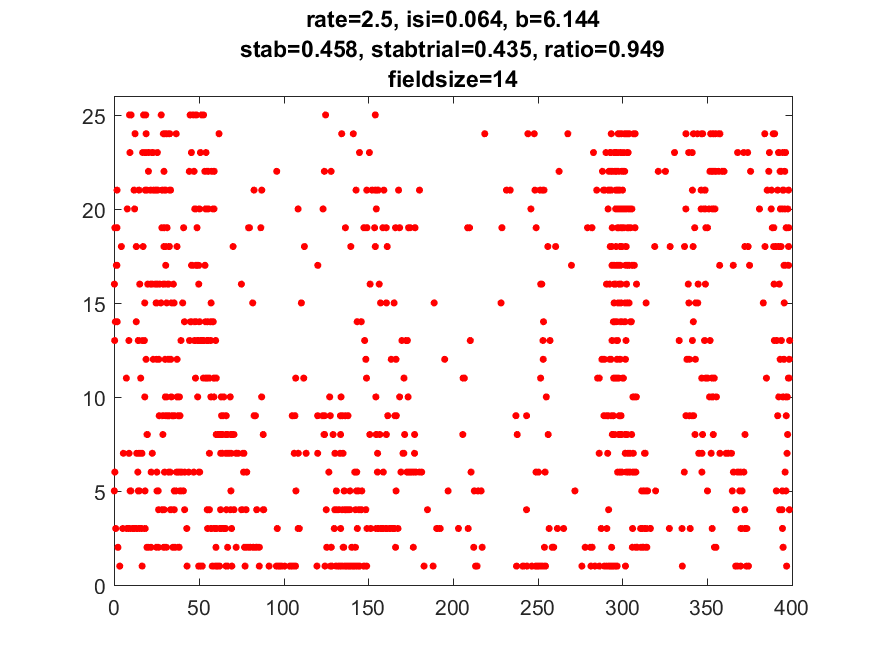 rate=2.5, isi=0.064, b=6.144
stab=0.458, stabtrial=0.435, ratio=0.949
fieldsize=14
25
20
15
10
5
0
0 50 100 150 200 250 300 350 400